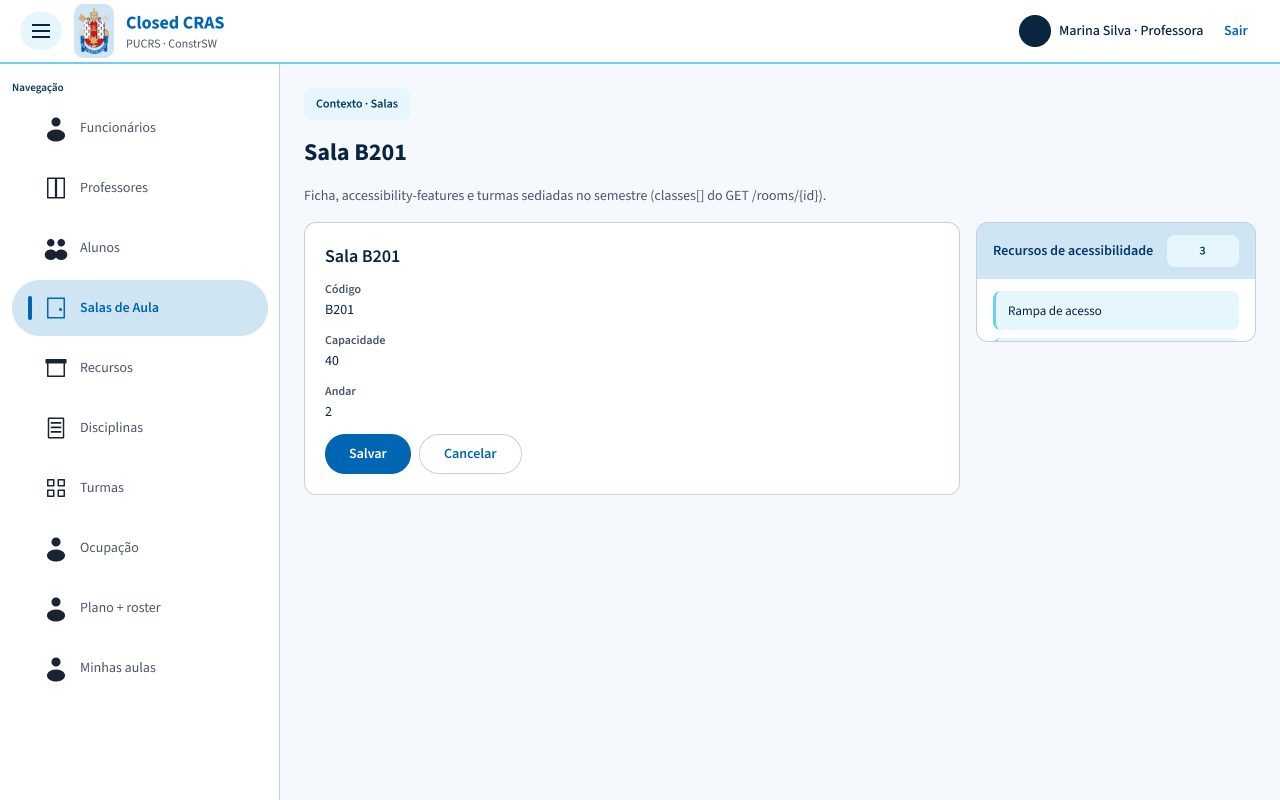 Closed CRAS
PUCRS · ConstrSW
Marina Silva · Professora
Sair
Navegação
Funcionários
Professores
Alunos
Salas de Aula
Recursos
Disciplinas
Turmas
Ocupação
Plano + roster
Minhas aulas
Contexto · Salas
Sala B201
Ficha, accessibility-features e turmas sediadas no semestre (classes[] do GET /rooms/{id}).
Sala B201
Código
B201
Capacidade
40
Andar
2
Salvar
Cancelar
Recursos de acessibilidade
3
Rampa de acesso